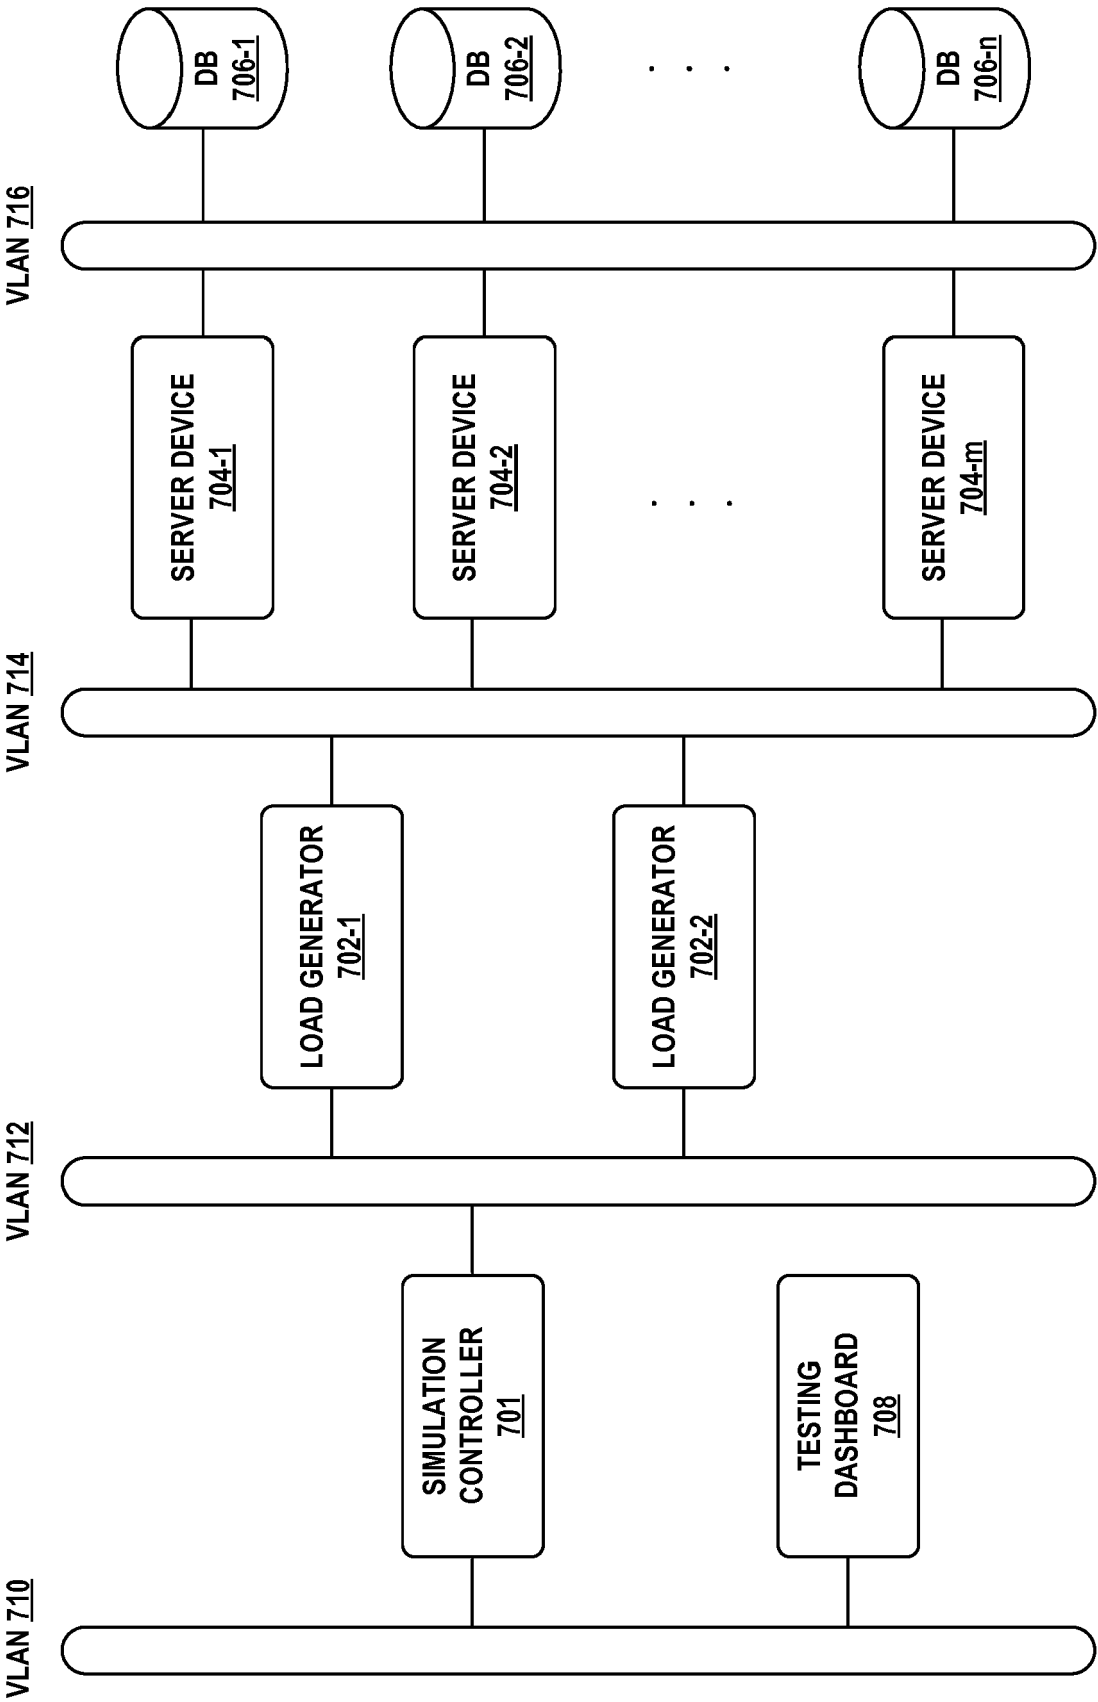 VLAN 710
VLAN 712
VLAN 714
VLAN 716
SIMULATION
CONTROLLER
701
TESTING
DASHBOARD
708
LOAD GENERATOR
702-1
LOAD GENERATOR
702-2
SERVER DEVICE
704-1
SERVER DEVICE
704-2
. . .
SERVER DEVICE
704-m
DB
706-1
DB
706-2
. . .
DB
706-n